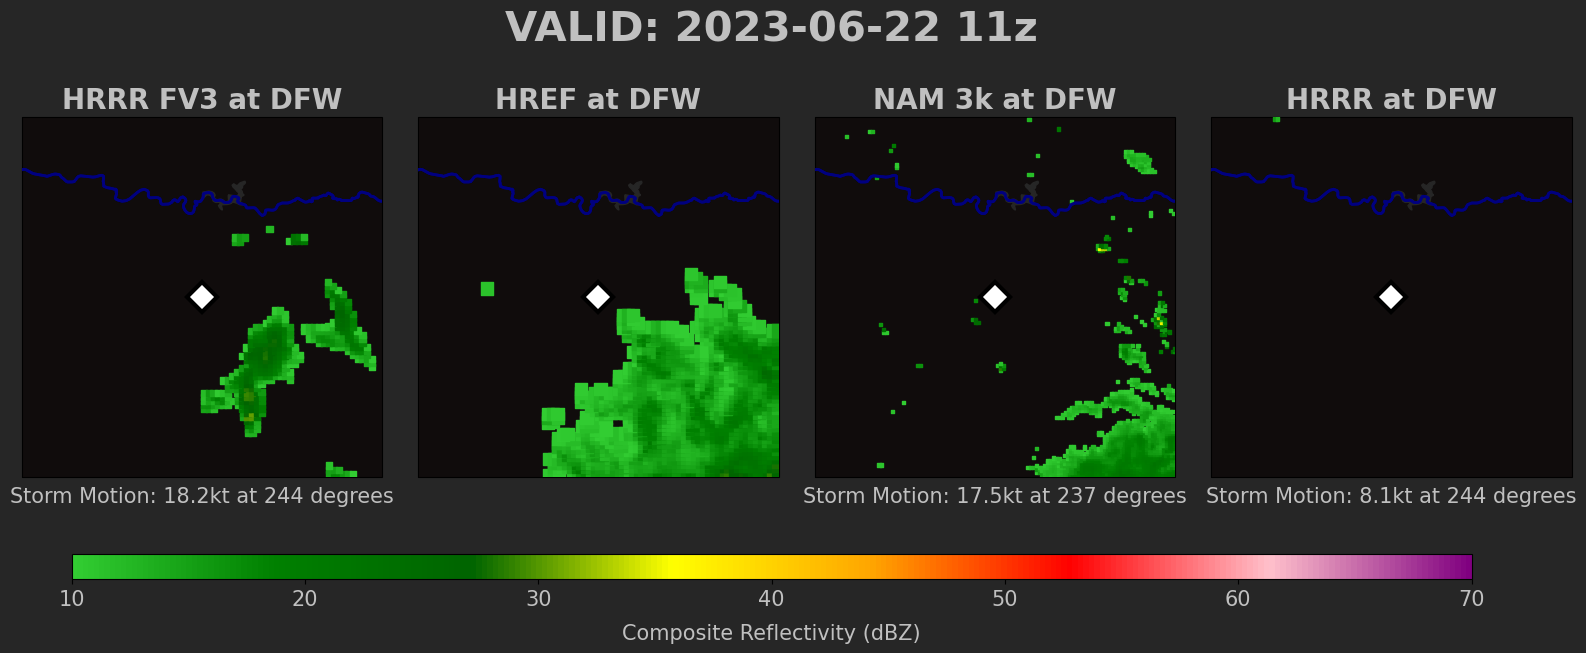 VALID: 2023-06-22 11z
HRRR FV3 at DFW
HREF at DFW
NAM 3k at DFW
HRRR at DFW
Storm Motion: 18.2kt at 244 degrees
Storm Motion: 17.5kt at 237 degrees
Storm Motion: 8.1kt at 244 degrees
10 20 30 40 50 60 70
Composite Reflectivity (dBZ)